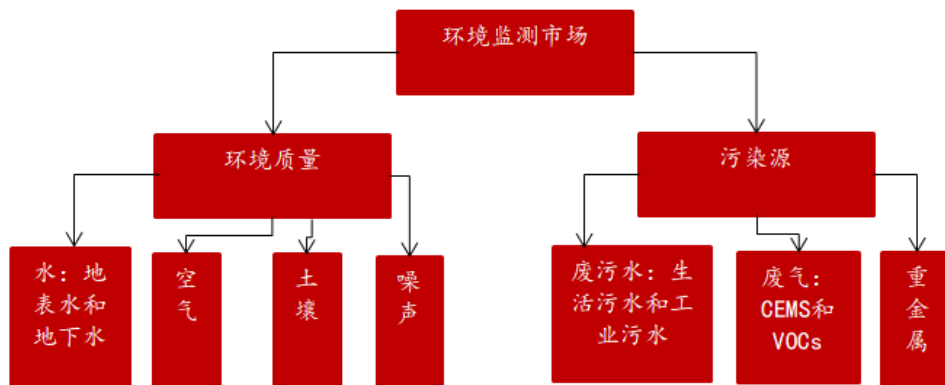 环境监测市场
环境质量
污染源
水：地
表水和
地下水
空
气
土
壤
噪
声
废污水：生
活污水和工
业污水
废气：
CEMS和
VOCs
重
金
属